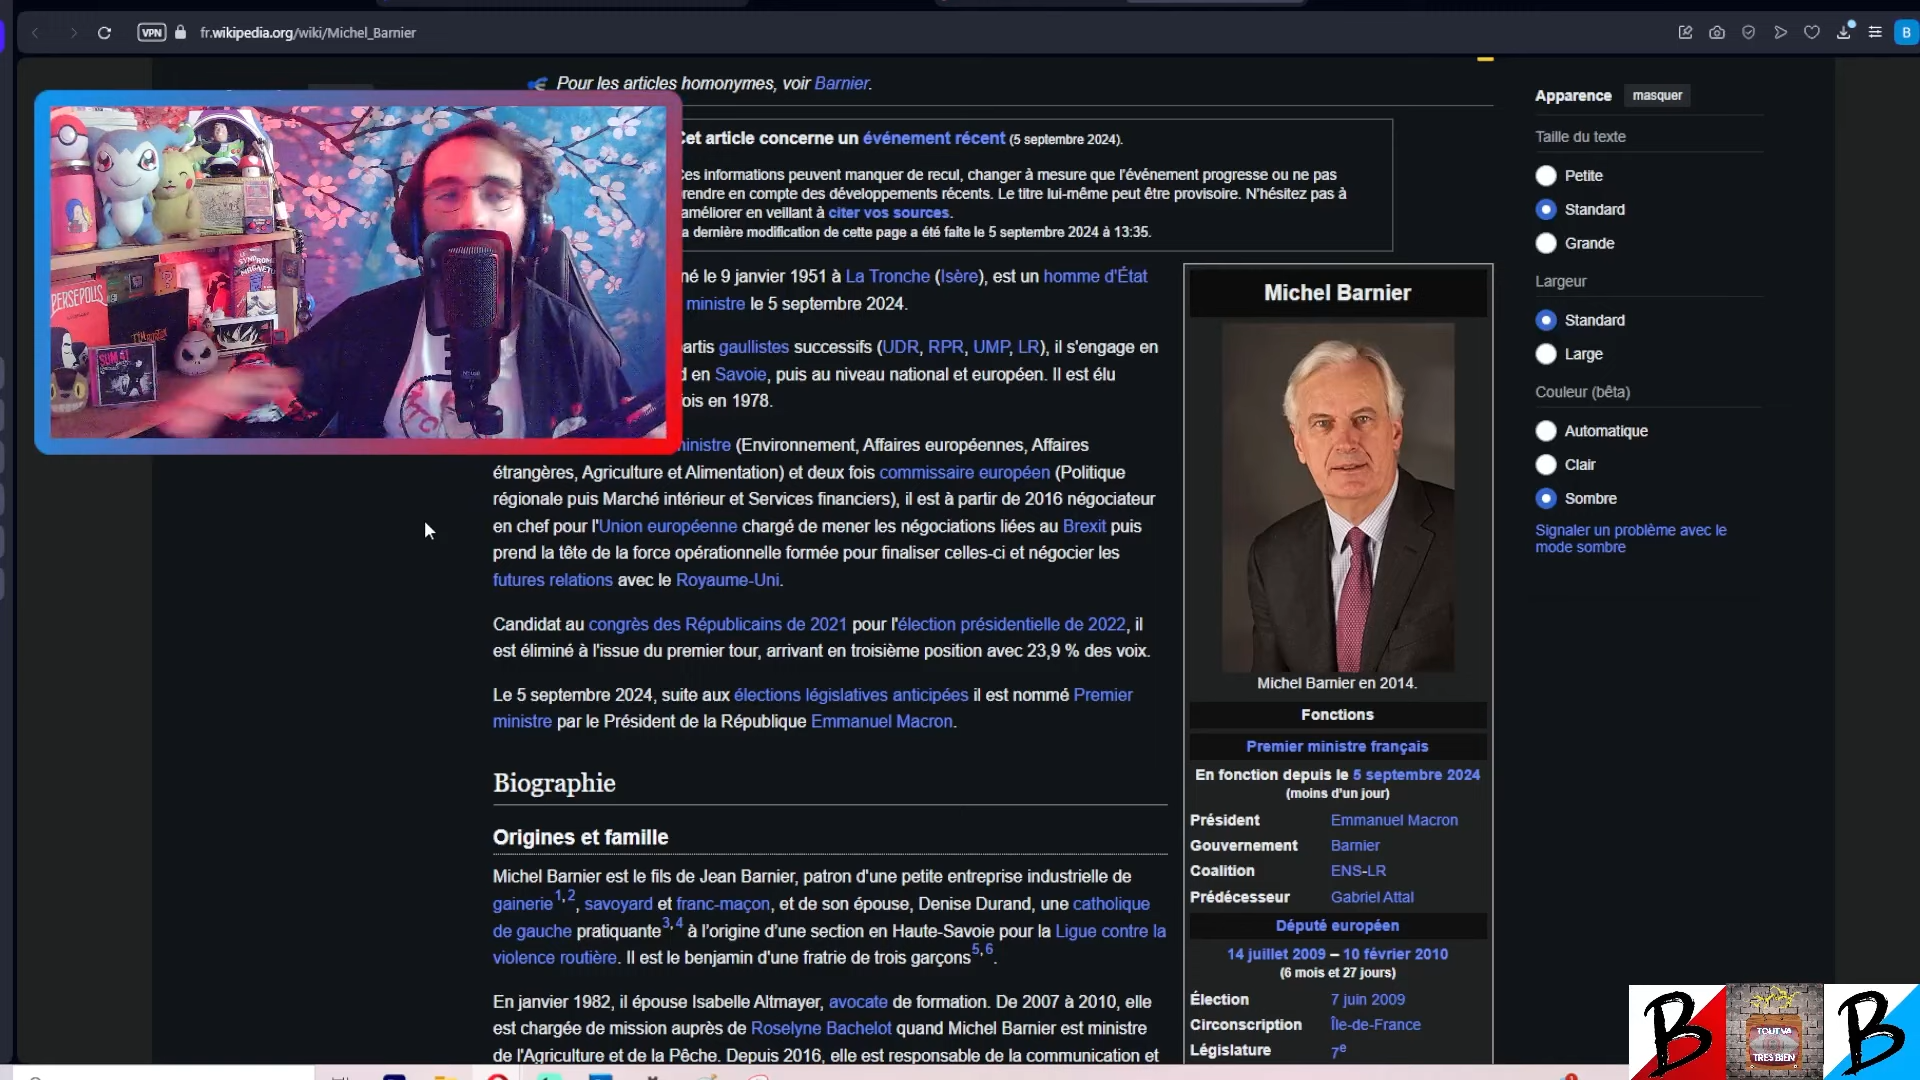 VPN
fr.wikipedia.org/wiki/Michel_Barnier
B
Pour les articles homonymes, voir Barnier.
et article concerne un événement récent (5 septembre 2024).
es informations peuvent manquer de recul, changer à mesure que l'événement progresse ou ne pas
rendre en compte des développements récents. Le titre lui-même peut être provisoire. N'hésitez pas à
améliorer en veillant à citer vos sources.
a dernière modification de cette page a été faite le 5 septembre 2024 à 13:35.
né le 9 janvier 1951 à La Tronche (Isère), est un homme d'État
ministre le 5 septembre 2024.
artis gaullistes successifs (UDR, RPR, UMP, LR), il s'engage en
d en Savoie, puis au niveau national et européen. Il est élu
ois en 1978.
ministre (Environnement, Affaires européennes, Affaires
étrangères, Agriculture et Alimentation) et deux fois commissaire européen (Politique
régionale puis Marché intérieur et Services financiers), il est à partir de 2016 négociateur
en chef pour l'Union européenne chargé de mener les négociations liées au Brexit puis
prend la tête de la force opérationnelle formée pour finaliser celles-ci et négocier les
futures relations avec le Royaume-Uni.
Candidat au congrès des Républicains de 2021 pour l'élection présidentielle de 2022, il
est éliminé à l'issue du premier tour, arrivant en troisième position avec 23,9 % des voix.
Le 5 septembre 2024, suite aux élections législatives anticipées il est nommé Premier
ministre par le Président de la République Emmanuel Macron.
Biographie
Origines et famille
Michel Barnier est le fils de Jean Barnier, patron d'une petite entreprise industrielle de
gainerie1,2, savoyard et franc-maçon, et de son épouse, Denise Durand, une catholique
de gauche pratiquante3,4 à l'origine d'une section en Haute-Savoie pour la Ligue contre la
violence routière. Il est le benjamin d'une fratrie de trois garçons5,6.
En janvier 1982, il épouse Isabelle Altmayer, avocate de formation. De 2007 à 2010, elle
est chargée de mission auprès de Roselyne Bachelot quand Michel Barnier est ministre
de l'Agriculture et de la Pêche. Depuis 2016, elle est responsable de la communication et
Michel Barnier
Michel Barnier en 2014.
Fonctions
Premier ministre français
En fonction depuis le 5 septembre 2024
(moins d'un jour)
Président Emmanuel Macron
Gouvernement Barnier
Coalition ENS-LR
Prédécesseur Gabriel Attal
Député européen
14 juillet 2009 – 10 février 2010
(6 mois et 27 jours)
Élection 7 juin 2009
Circonscription Île-de-France
Législature 7e
Apparence masquer
Taille du texte
Petite
Standard
Grande
Largeur
Standard
Large
Couleur (bêta)
Automatique
Clair
Sombre
Signaler un problème avec le
mode sombre
PERSEPOLIS
LE
SYNDROME
MAGNETO
SUM 41
B
TOUT VA
TRES BIEN
B